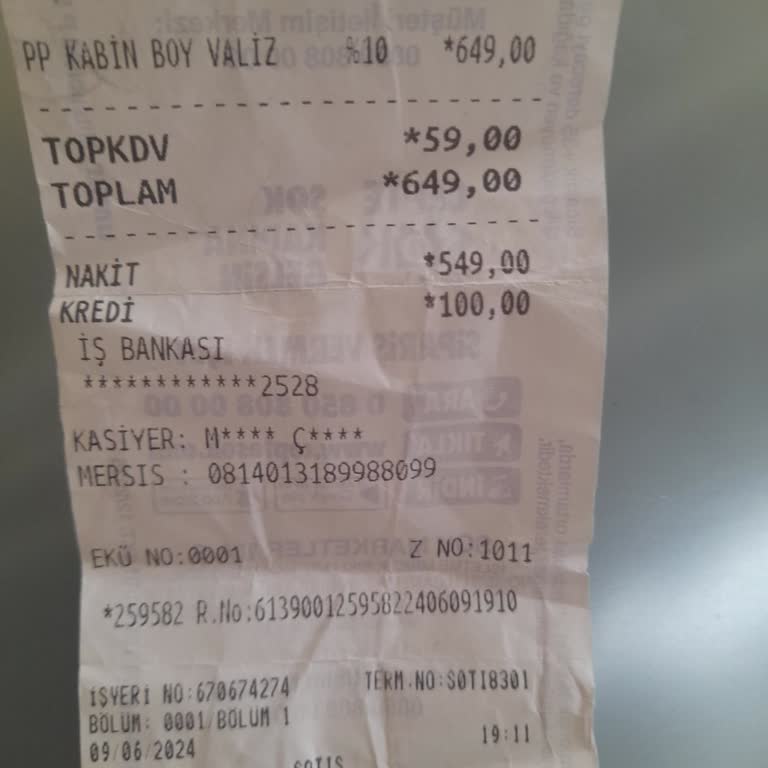 PP KABİN BOY VALİZ %10 *649,00
TOPKDV *59,00
TOPLAM *649,00
NAKİT *549,00
KREDİ *100,00
İŞ BANKASI
************2528
KASİYER: M**** Ç****
MERSIS : 0814013189988099
EKÜ NO:0001 Z NO:1011
*259582 R.No:61390012595822406091910
İŞYERİ NO:670674274 TERM.NO:S0TI8301
BÖLÜM: 0001/BÖLÜM 1
09/06/2024 19:11